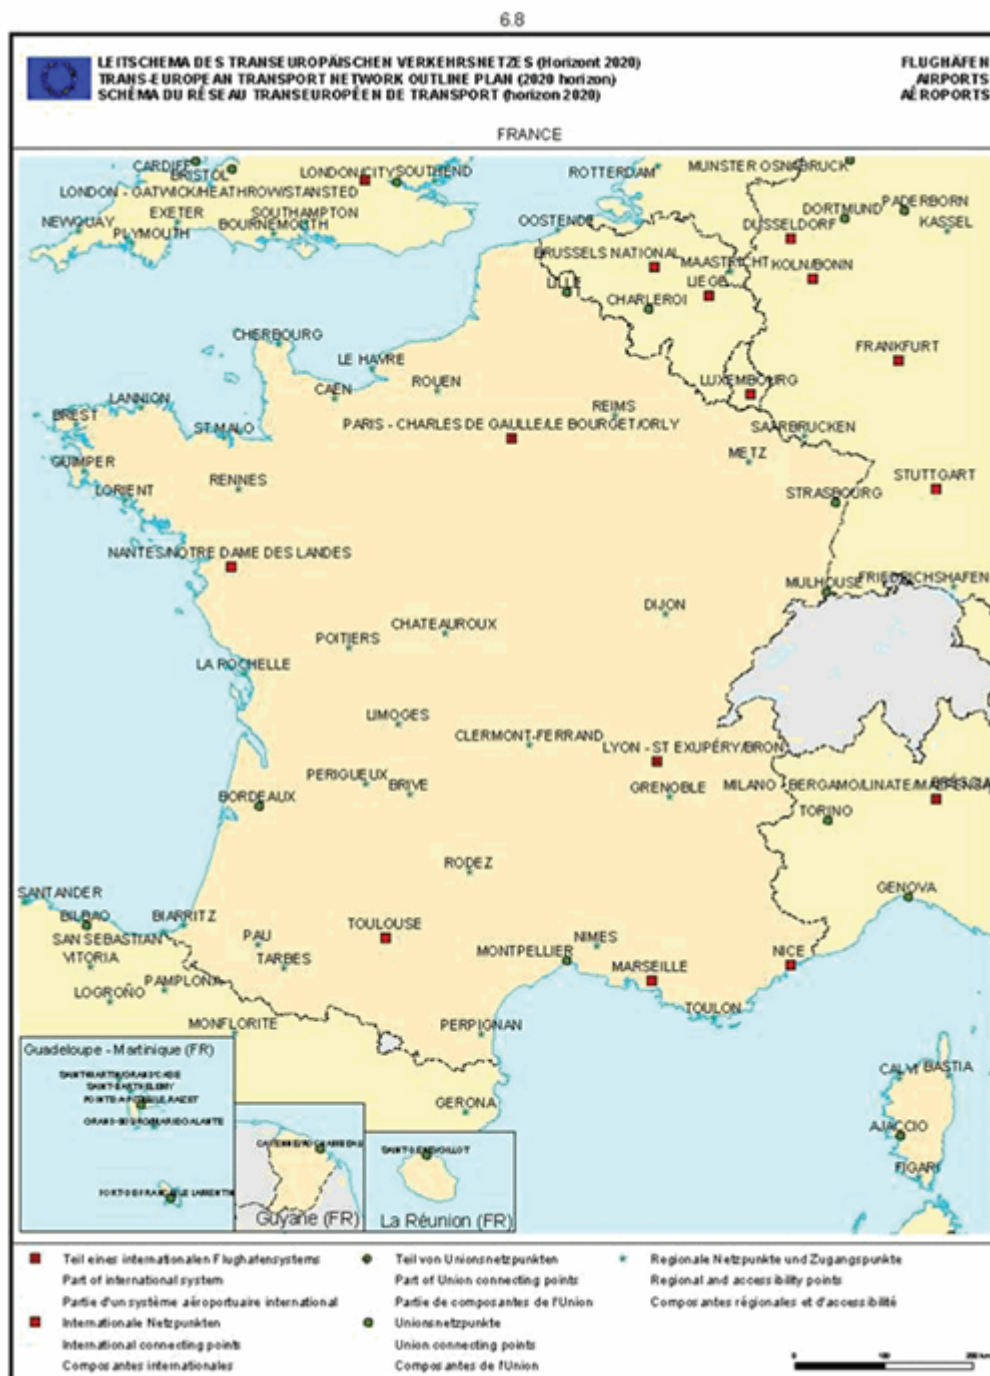 6.8
LEITSCHEMA DES TRANSEUROPÄISCHEN VERKEHRSNETZES (Horizont 2020)
TRANS-EUROPEAN TRANSPORT NETWORK OUTLINE PLAN (2020 horizon)
SCHÉMA DU RÉSEAU TRANSEUROPÉEN DE TRANSPORT (horizon 2020)
FLUGHÄFEN
AIRPORTS
AÉROPORTS
FRANCE
CARDIFF
BRISTOL
LONDON/CITY
SOUTHEND
ROTTERDAM
MUNSTER OSNABRUCK
LONDON - GATWICK/HEATHROW/STANSTED
NEWQUAY
EXETER
SOUTHAMPTON
BOURNEMOUTH
PLYMOUTH
OOSTENDE
DORTMUND
PADERBORN
DUSSELDORF
KASSEL
BRUSSELS NATIONAL
MAASTRICHT
KOLN/BONN
LILLE
LIEGE
CHARLEROI
CHERBOURG
LE HAVRE
FRANKFURT
CAEN
ROUEN
LUXEMBOURG
LANNION
BREST
ST MALO
REIMS
PARIS - CHARLES DE GAULLE/LE BOURGET/ORLY
SAARBRUCKEN
METZ
QUIMPER
RENNES
LORIENT
STUTTGART
STRASBOURG
NANTES/NOTRE DAME DES LANDES
MULHOUSE
FRIEDRICHSHAFEN
DIJON
CHATEAUROUX
POITIERS
LA ROCHELLE
LIMOGES
CLERMONT-FERRAND
LYON - ST EXUPÉRY/BRON
PERIGUEUX
BRIVE
BORDEAUX
GRENOBLE
MILANO - BERGAMO/LINATE/MALPENSA
TORINO
RODEZ
GENOVA
SANTANDER
BILBAO
BIARRITZ
SAN SEBASTIAN
VITORIA
PAU
TARBES
TOULOUSE
MONTPELLIER
NIMES
MARSEILLE
NICE
PAMPLONA
LOGROÑO
TOULON
MONFLORITE
PERPIGNAN
Guadeloupe - Martinique (FR)
CALVI
BASTIA
GERONA
AJACCIO
FIGARI
Guyane (FR)
La Réunion (FR)
Teil eines internationalen Flughafensystems
Part of international system
Partie d'un système aéroportuaire international
Internationale Netzpunkten
International connecting points
Composantes internationales
Teil von Unionsnetzpunkten
Part of Union connecting points
Partie de composantes de l'Union
Unionsnetzpunkte
Union connecting points
Composantes de l'Union
Regionale Netzpunkte und Zugangspunkte
Regional and accessibility points
Composantes régionales et d'accessibilité
0 100 200 km